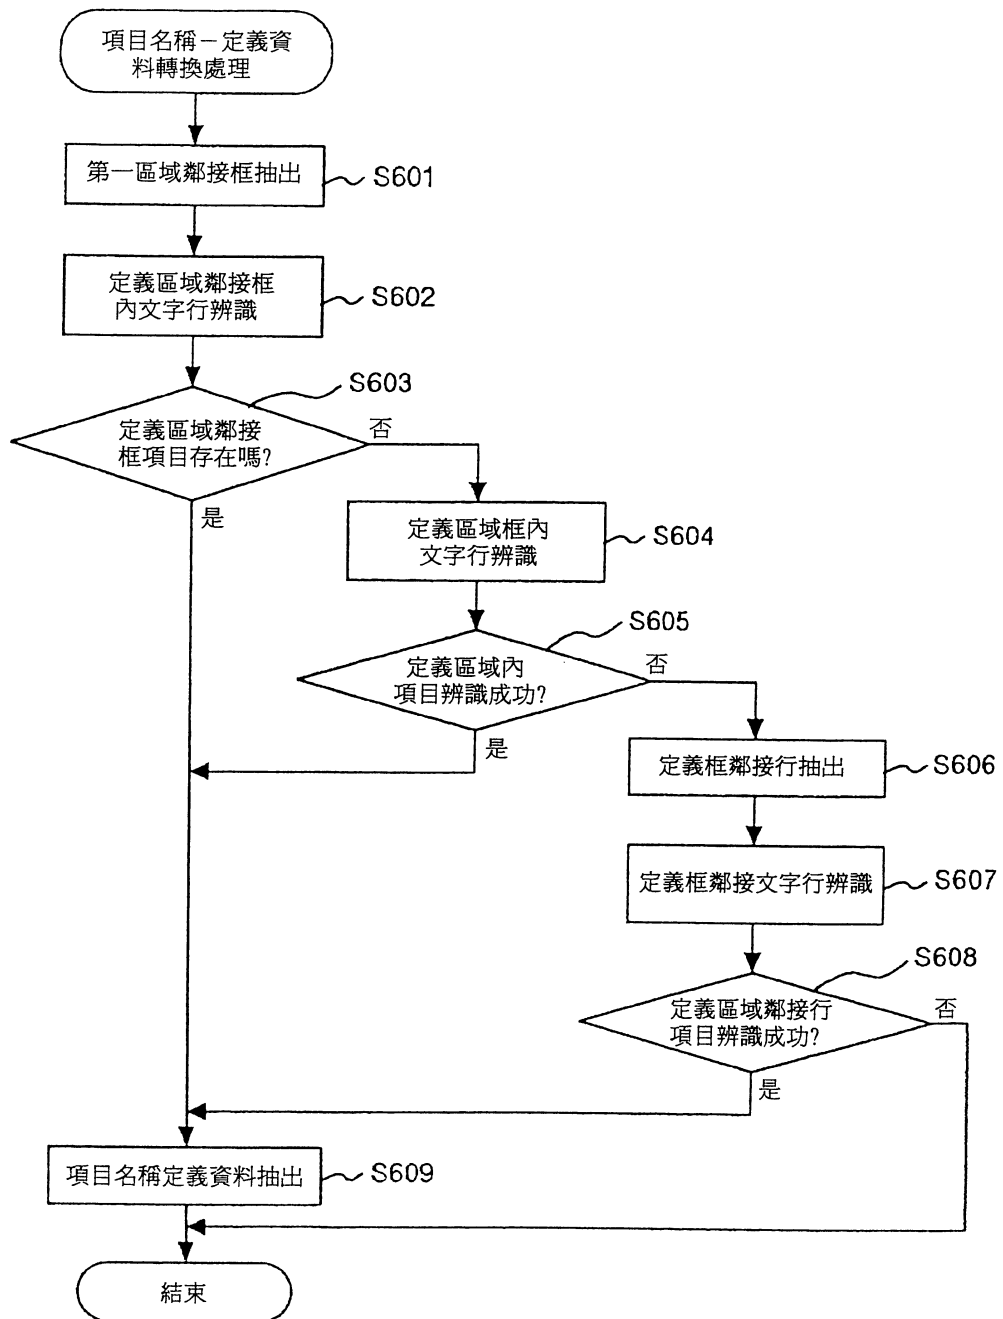 項目名稱－定義資
料轉換處理
第一區域鄰接框抽出
S601
定義區域鄰接框
內文字行辨識
S602
S603
定義區域鄰接
框項目存在嗎?
否
是
定義區域框內
文字行辨識
S604
S605
定義區域內
項目辨識成功?
否
是
定義框鄰接行抽出
S606
定義框鄰接文字行辨識
S607
S608
定義區域鄰接行
項目辨識成功?
否
是
項目名稱定義資料抽出
S609
結束